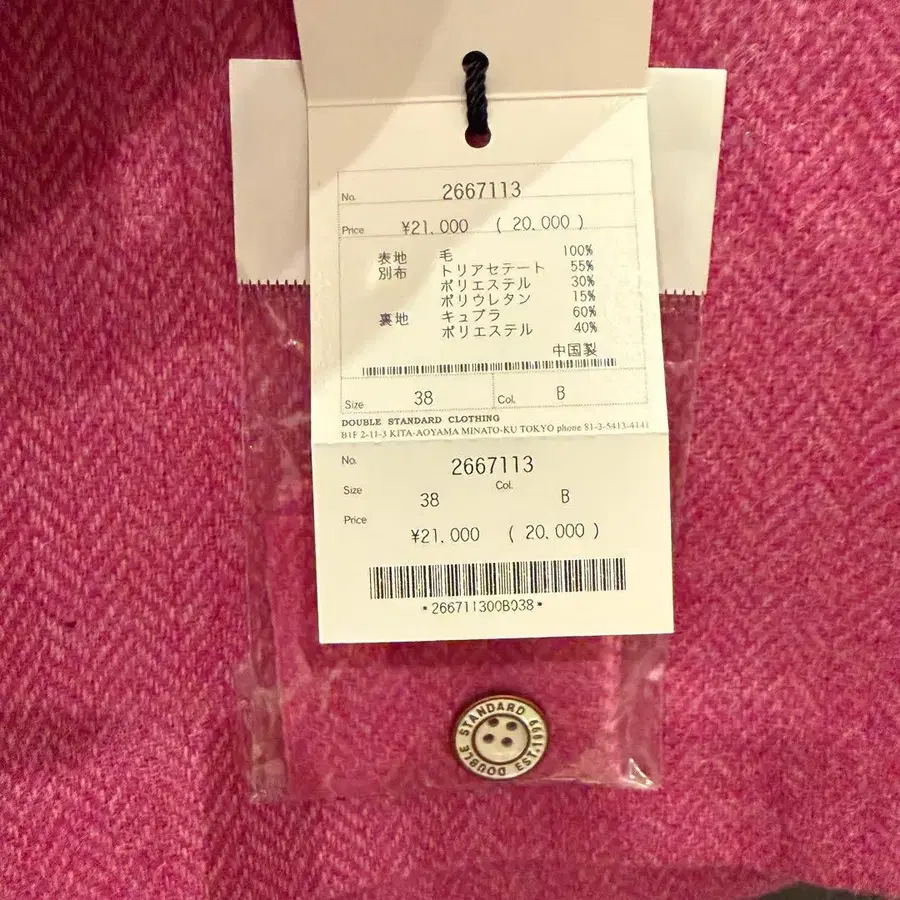 No. 2667113
Price ¥21,000 ( 20,000 )
表地 毛 100%
別布 トリアセテート 55%
ポリエステル 30%
ポリウレタン 15%
裏地 キュプラ 60%
ポリエステル 40%
中国製
Size 38 Col. B
DOUBLE STANDARD CLOTHING
B1F 2-11-3 KITA-AOYAMA MINATO-KU TOKYO phone 81-3-5413-4141
No. 2667113
Size 38 Col. B
Price ¥21,000 ( 20,000 )
*266711300B038*
DOUBLE STANDARD EST.1999